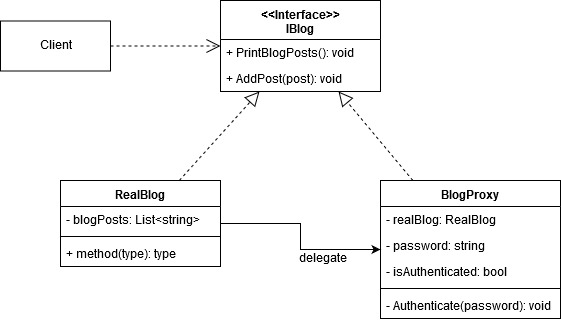 Client
<<Interface>>
IBlog
+ PrintBlogPosts(): void
+ AddPost(post): void
RealBlog
- blogPosts: List<string>
+ method(type): type
delegate
BlogProxy
- realBlog: RealBlog
- password: string
- isAuthenticated: bool
- Authenticate(password): void